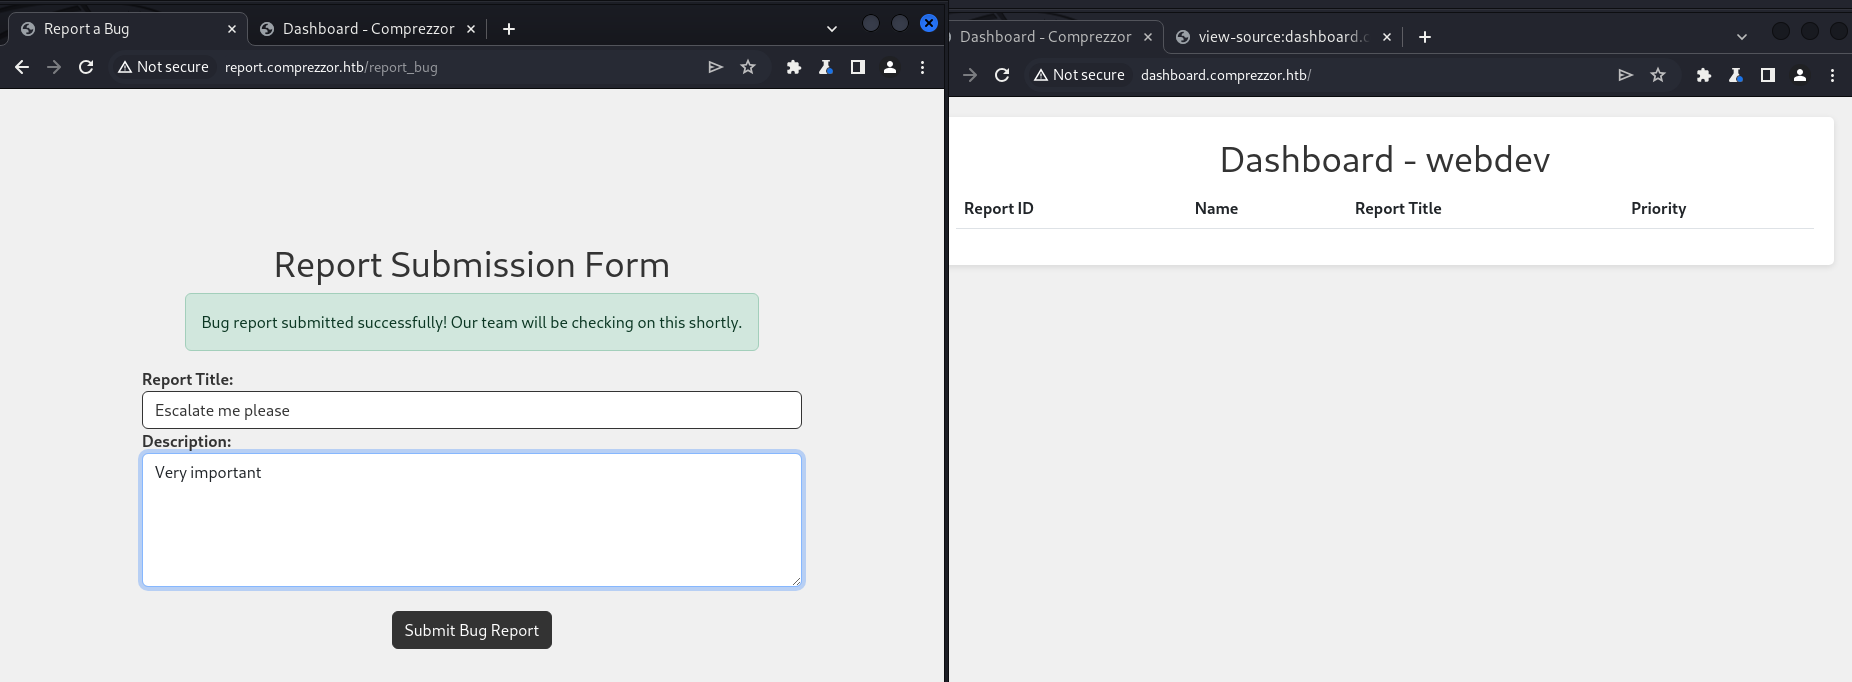 Report a Bug
Dashboard - Comprezzor
Not secure
report.comprezzor.htb/report_bug
Report Submission Form
Bug report submitted successfully! Our team will be checking on this shortly.
Report Title:
Escalate me please
Description:
Very important
Submit Bug Report
Dashboard - Comprezzor
view-source:dashboard.c
Not secure
dashboard.comprezzor.htb/
Dashboard - webdev
Report ID Name Report Title Priority